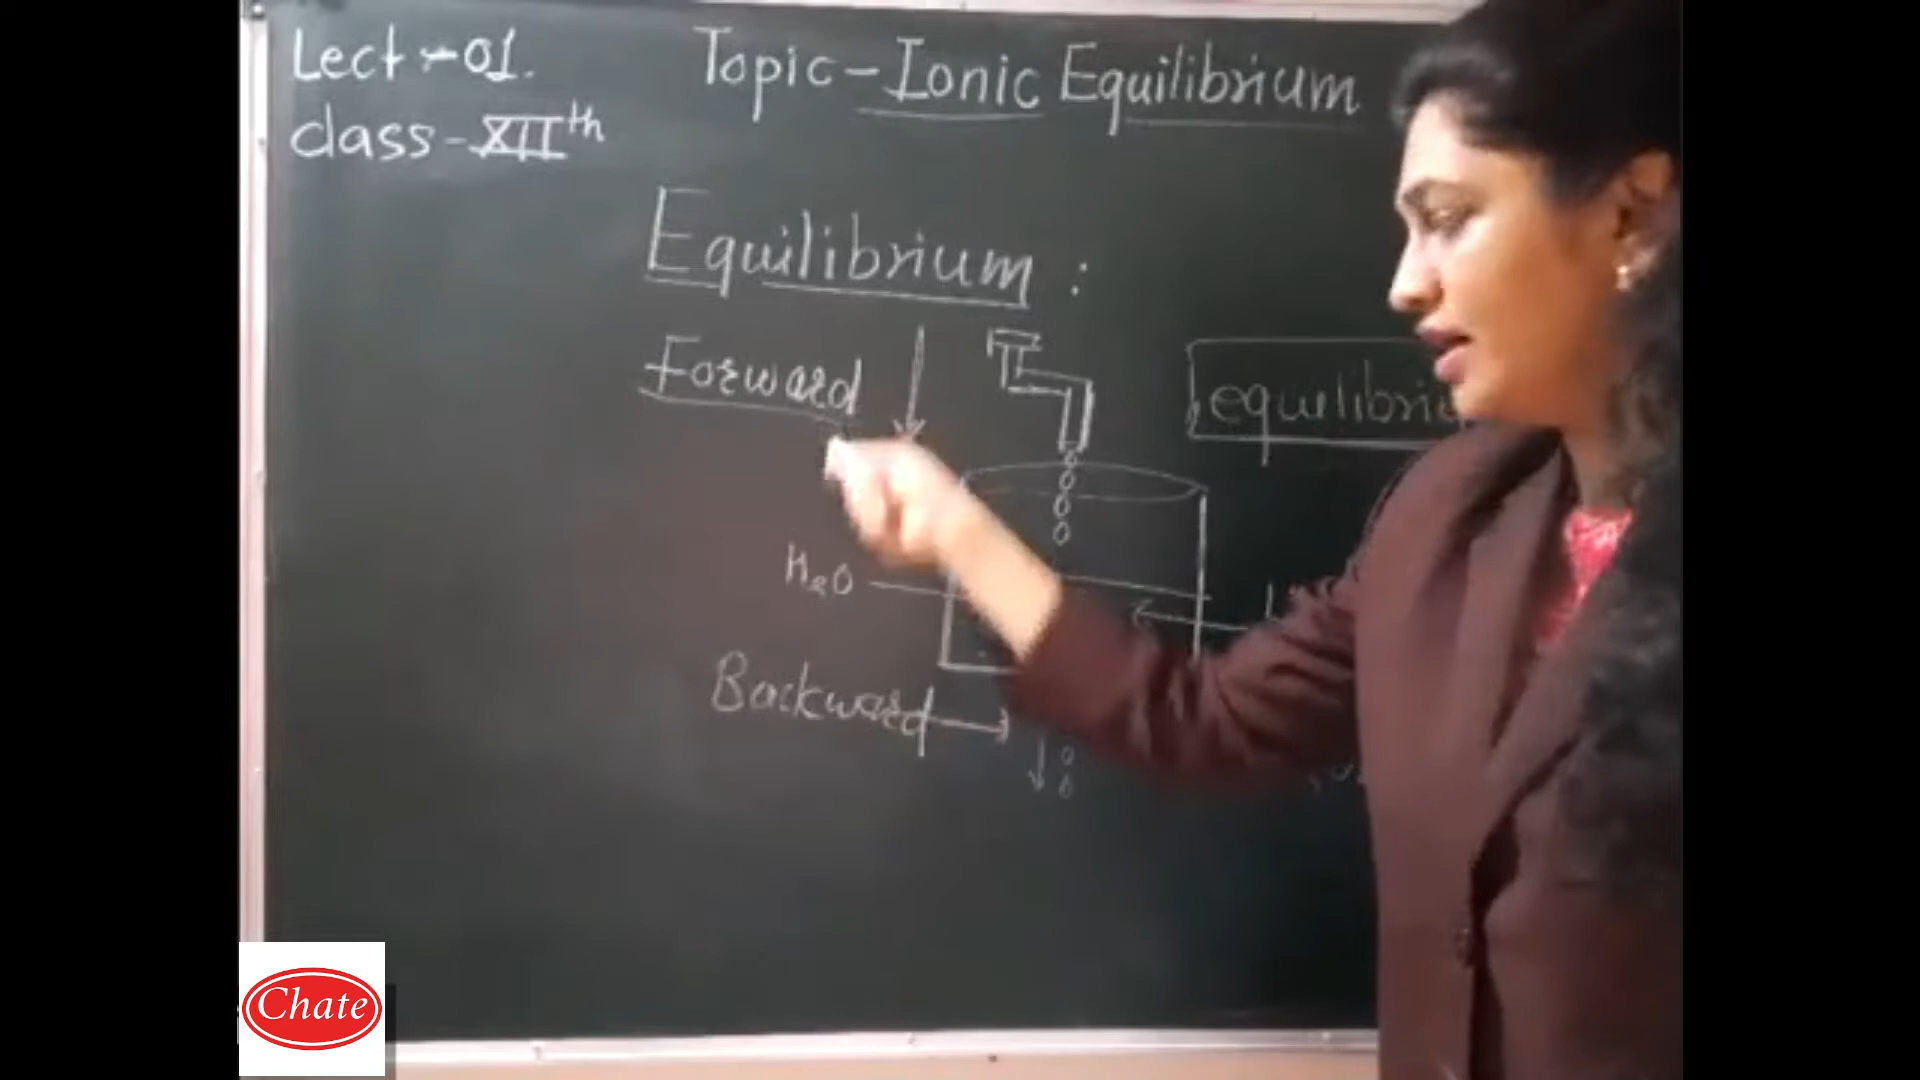 Lect :- 01.
Class - XIIth
Topic - Ionic Equilibrium
Equilibrium :
Forward
H2O
Backward
Chate